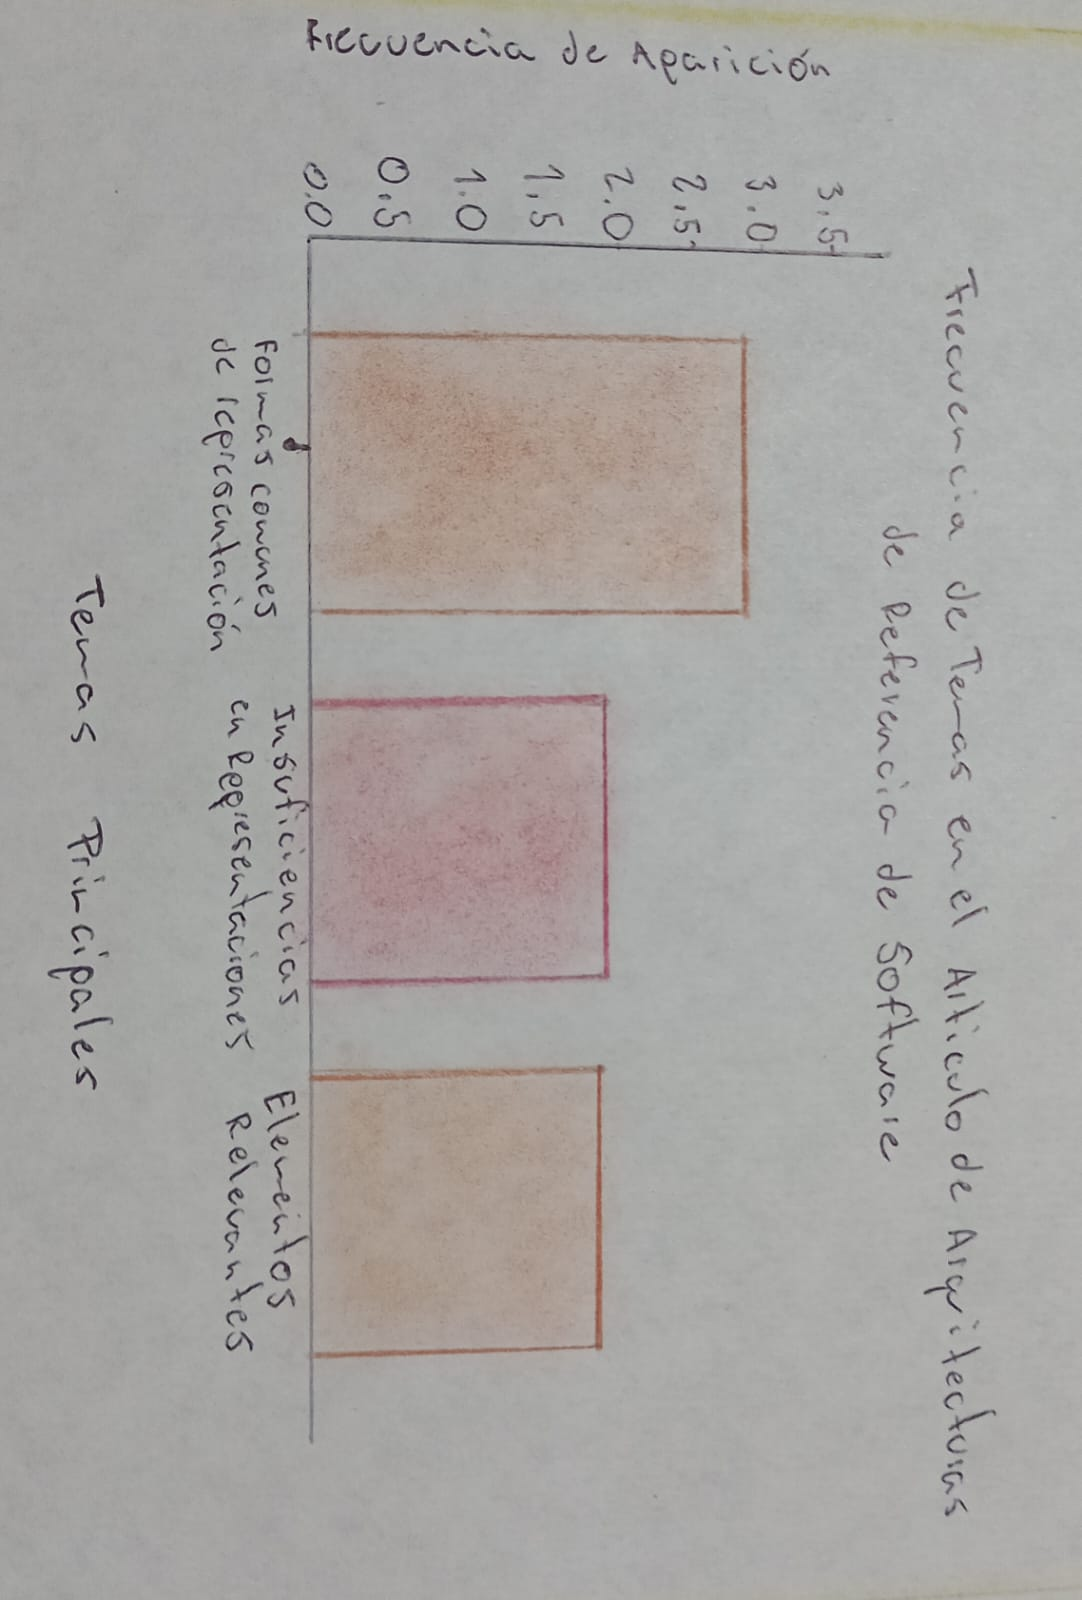 Frecuencia de Temas en el Articulo de Arquitecturas
de Referencia de Software
Frecuencia de Aparición
3.5
3.0
2.5
2.0
1.5
1.0
0.5
0.0
Formas comunes
de representación
Insuficiencias
en Representaciones
Elementos
Relevantes
Temas Principales